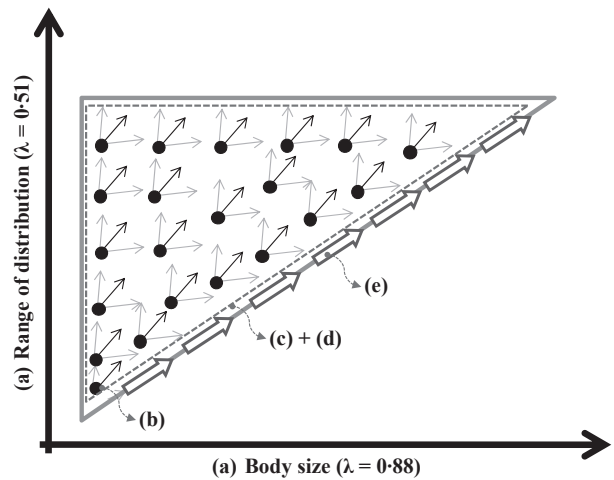 (a) Range of distribution (λ = 0·51)
(e)
(c) + (d)
(b)
(a) Body size (λ = 0·88)